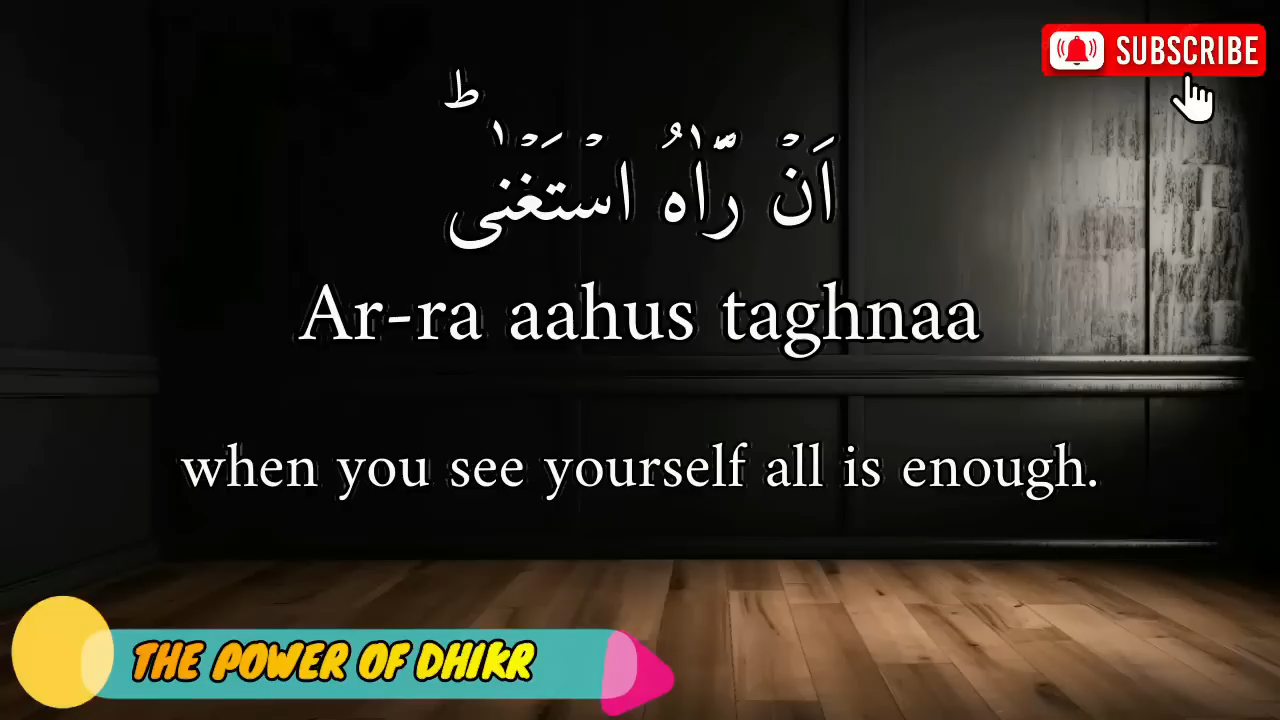 SUBSCRIBE
اَنْ رَّاٰهُ اسْتَغْنٰىۗ ط
Ar-ra aahus taghnaa
when you see yourself all is enough.
THE POWER OF DHIKR